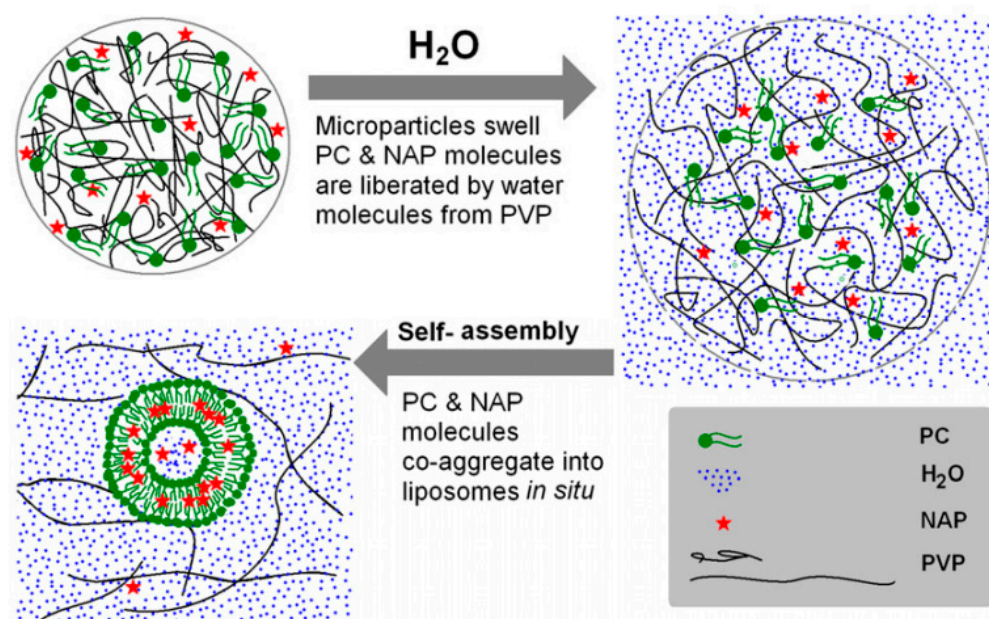 H₂O
Microparticles swell
PC & NAP molecules
are liberated by water
molecules from PVP
Self- assembly
PC & NAP
molecules
co-aggregate into
liposomes in situ
PC
H₂O
NAP
PVP